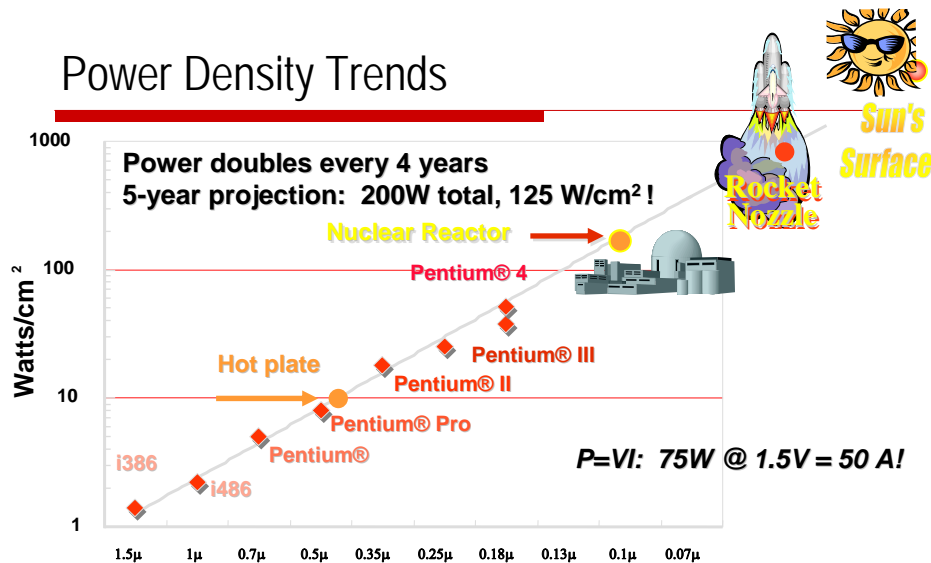 Power Density Trends
Sun's
Surface
1000
Power doubles every 4 years
5-year projection: 200W total, 125 W/cm² !
Rocket
Nozzle
Nuclear Reactor
100
Pentium® 4
Watts/cm ²
Pentium® III
Hot plate
Pentium® II
10
Pentium® Pro
Pentium®
P=VI: 75W @ 1.5V = 50 A!
i386
i486
1
1.5μ 1μ 0.7μ 0.5μ 0.35μ 0.25μ 0.18μ 0.13μ 0.1μ 0.07μ